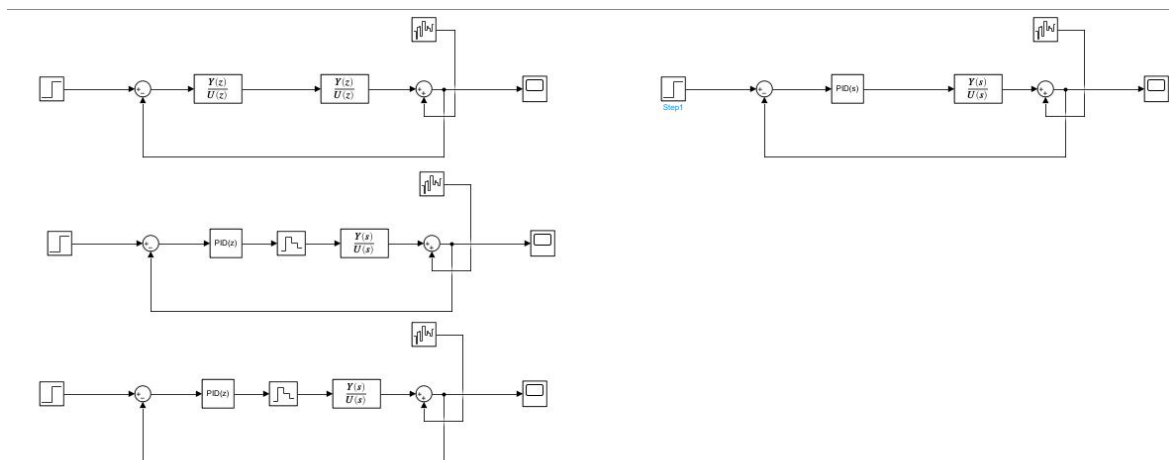 Y(z)
U(z)
Y(z)
U(z)
PID(s)
Y(s)
U(s)
Step1
PID(z)
Y(s)
U(s)
PID(z)
Y(s)
U(s)